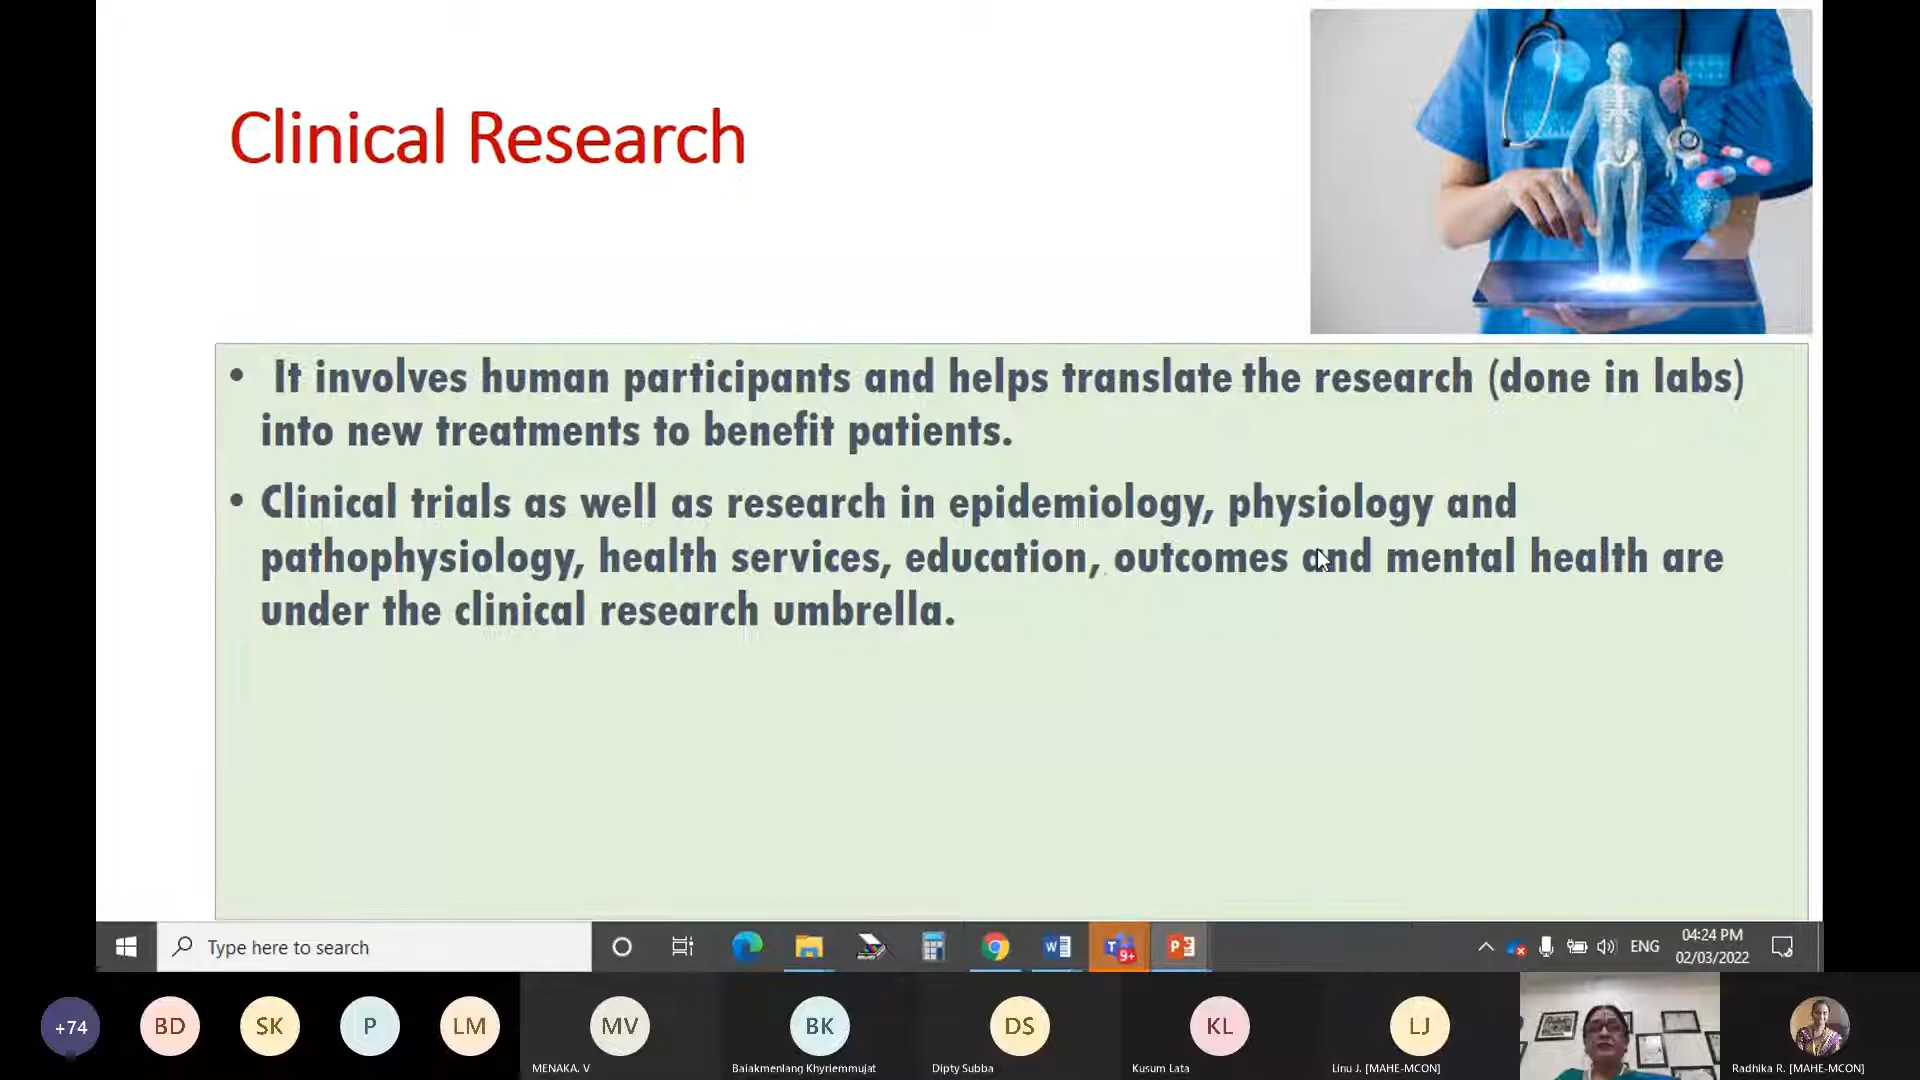 Clinical Research
• It involves human participants and helps translate the research (done in labs)
into new treatments to benefit patients.
• Clinical trials as well as research in epidemiology, physiology and
pathophysiology, health services, education, outcomes and mental health are
under the clinical research umbrella.
Type here to search
9+
ENG
04:24 PM
02/03/2022
+74
BD
SK
P
LM
MV
BK
DS
KL
LJ
MENAKA. V
Baiakmenlang Khyriemmujat
Dipty Subba
Kusum Lata
Linu J. [MAHE-MCON]
Radhika R. [MAHE-MCON]